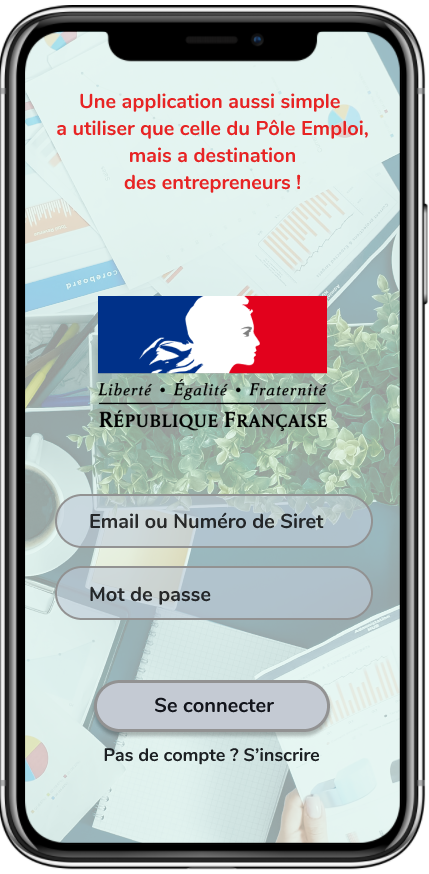 Une application aussi simple
a utiliser que celle du Pôle Emploi,
mais a destination
des entrepreneurs !
Liberté • Égalité • Fraternité
RÉPUBLIQUE FRANÇAISE
Email ou Numéro de Siret
Mot de passe
Se connecter
Pas de compte ? S’inscrire